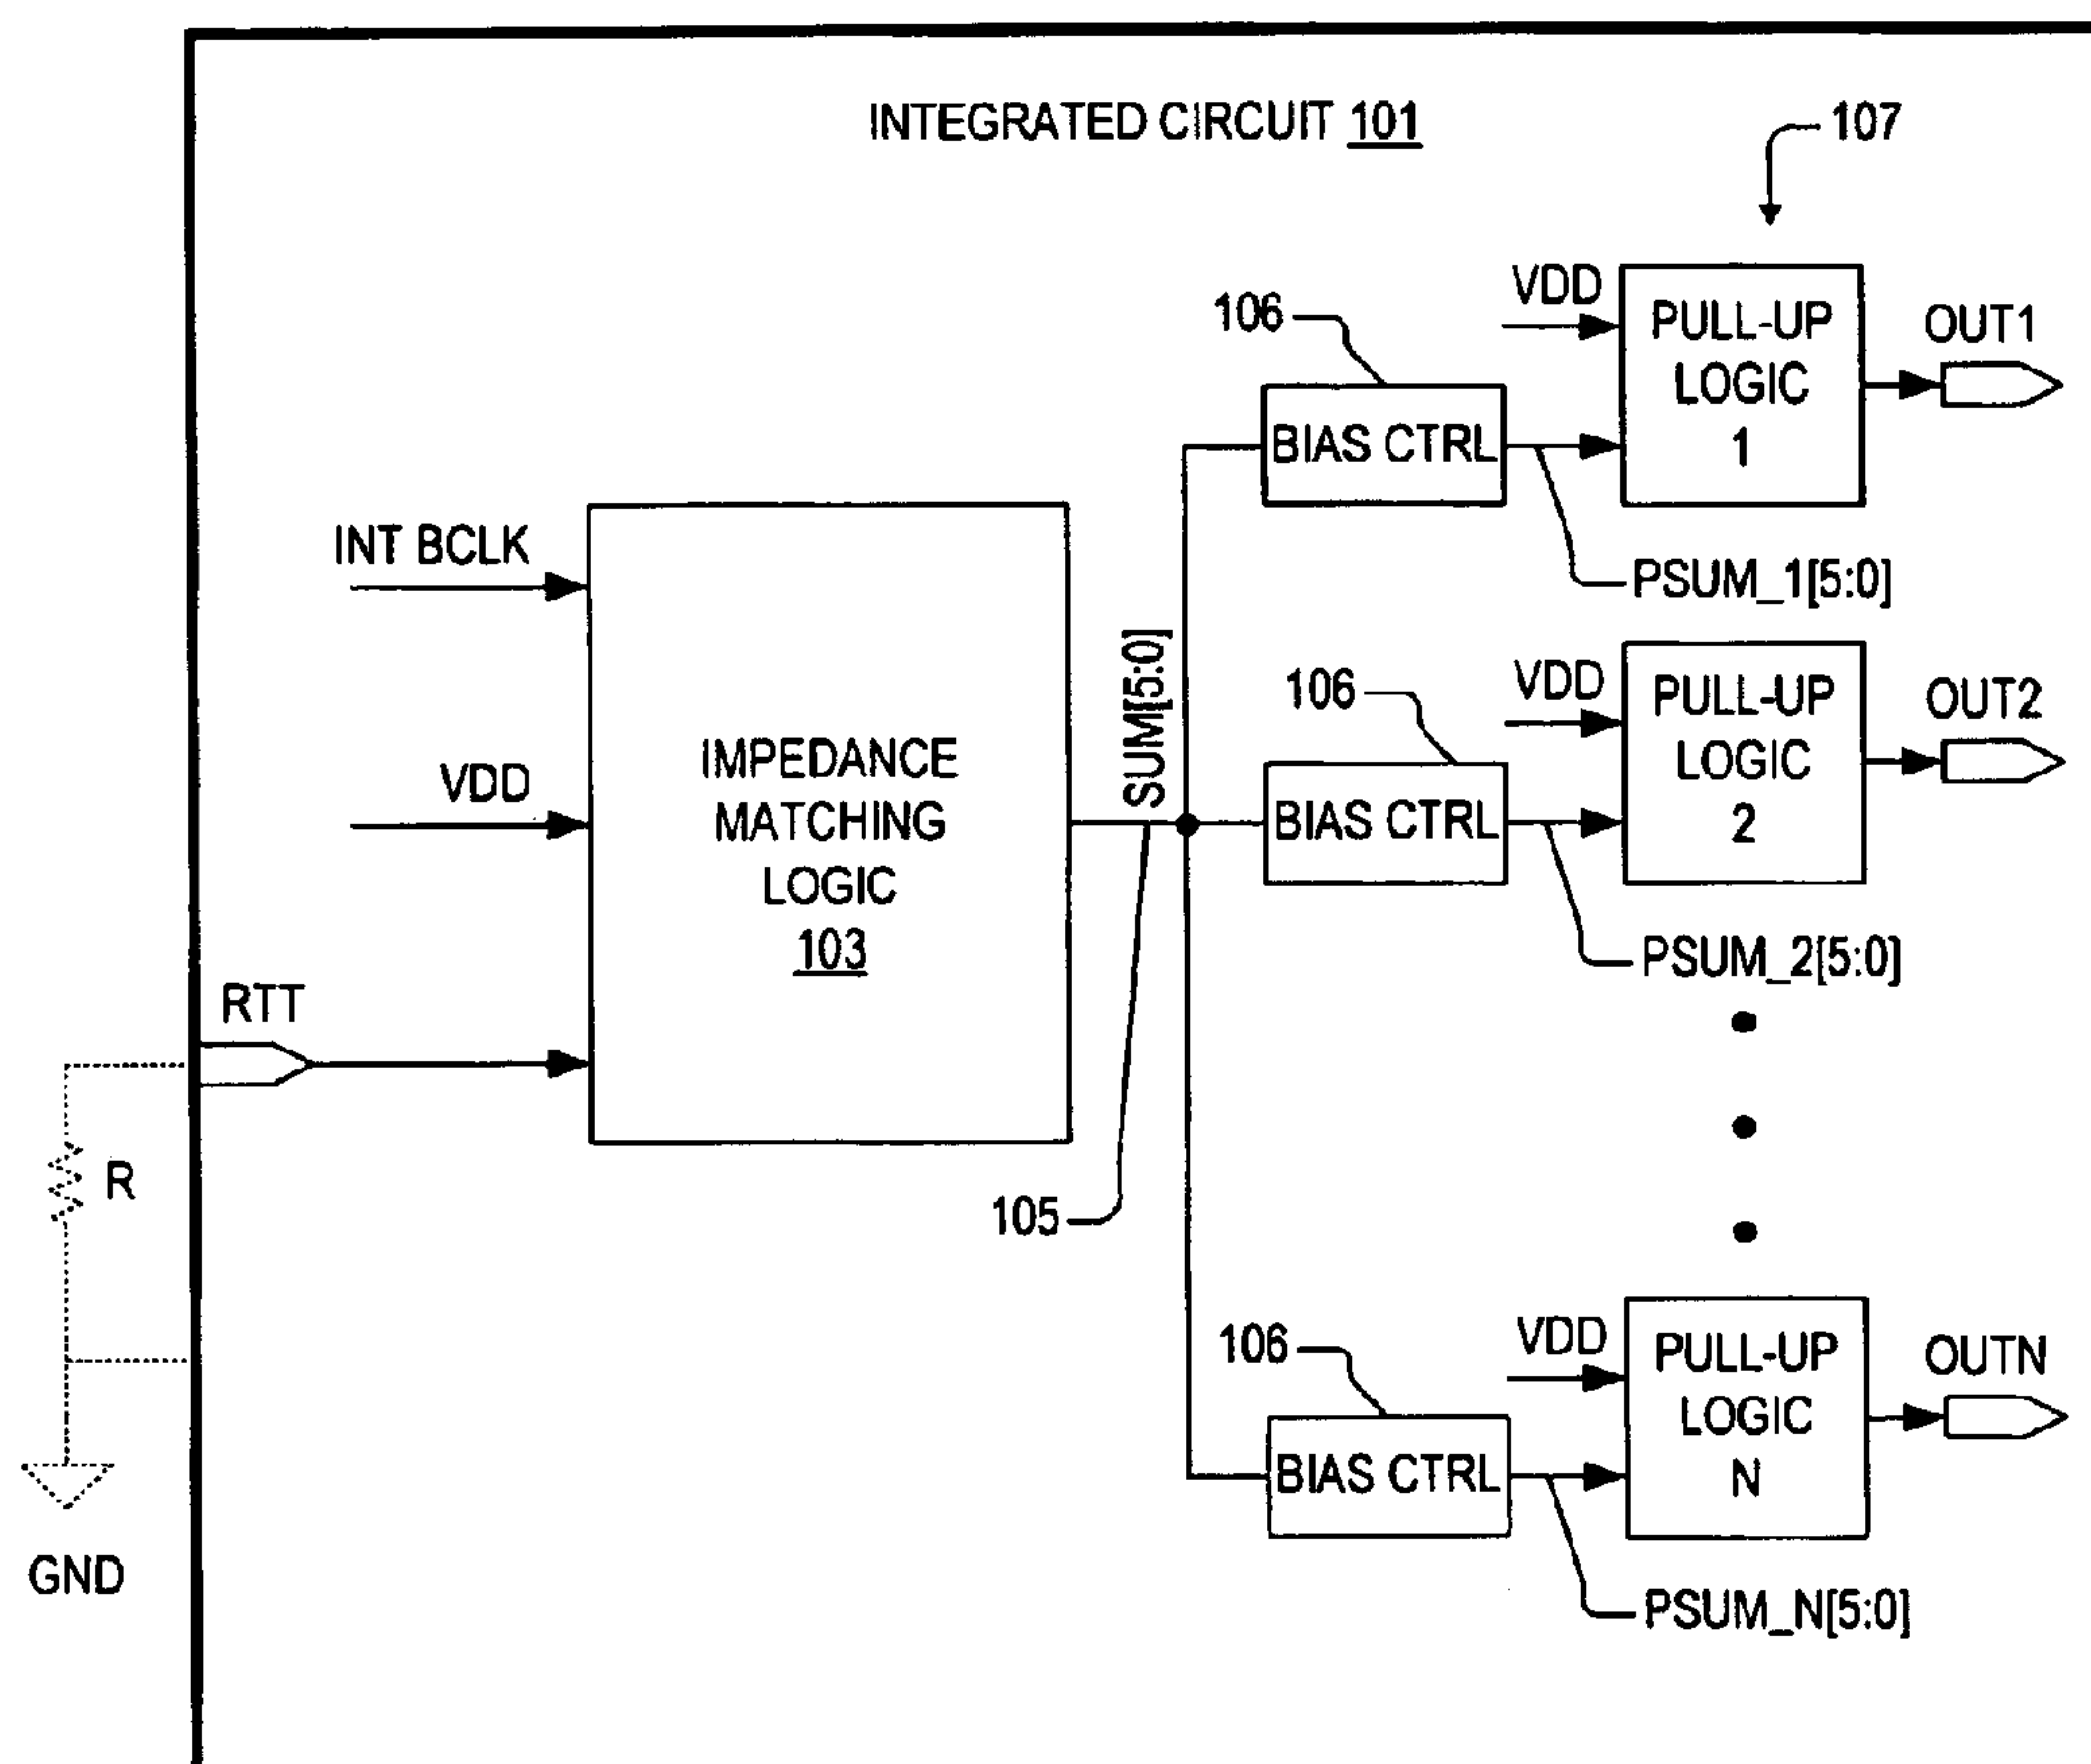 INTEGRATED CIRCUIT 101
107
VDD
PULL-UP
LOGIC
1
OUT1
106
BIAS CTRL
PSUM_1[5:0]
INT BCLK
VDD
IMPEDANCE
MATCHING
LOGIC
103
RTT
R
GND
SUM[5:0]
105
106
BIAS CTRL
VDD
PULL-UP
LOGIC
2
OUT2
PSUM_2[5:0]
106
BIAS CTRL
VDD
PULL-UP
LOGIC
N
OUTN
PSUM_N[5:0]